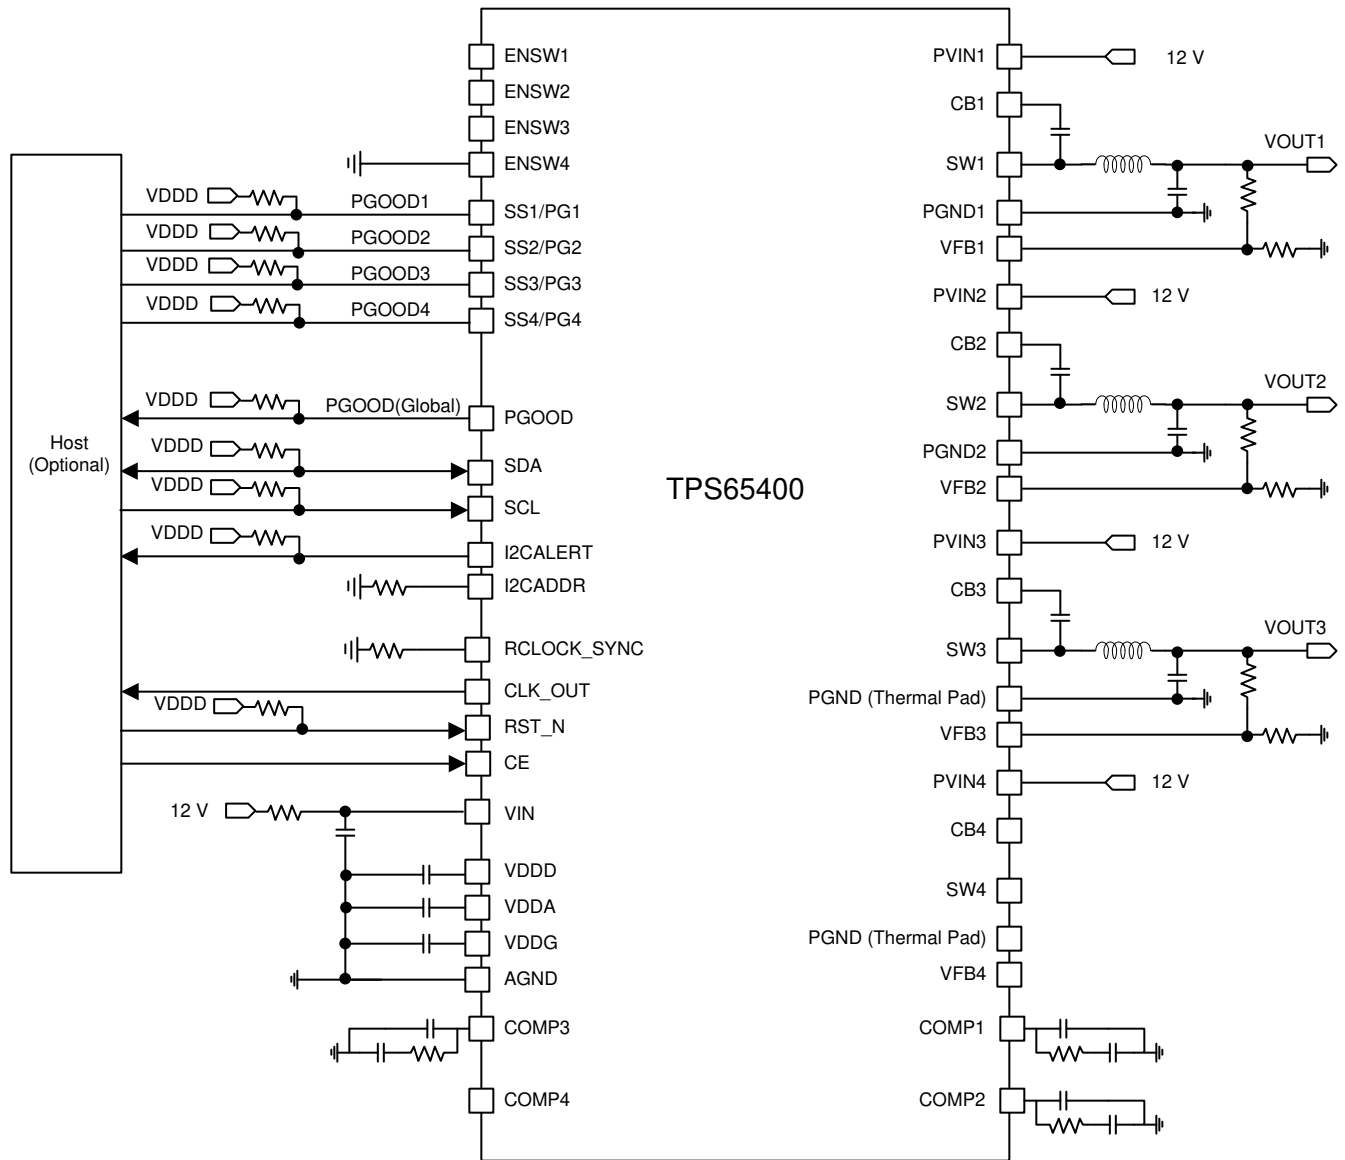 ENSW1
ENSW2
ENSW3
ENSW4
VDDD
PGOOD1
SS1/PG1
VDDD
PGOOD2
SS2/PG2
VDDD
PGOOD3
SS3/PG3
VDDD
PGOOD4
SS4/PG4
VDDD
PGOOD(Global)
PGOOD
Host
(Optional)
VDDD
SDA
VDDD
SCL
VDDD
I2CALERT
I2CADDR
RCLOCK_SYNC
CLK_OUT
VDDD
RST_N
CE
12 V
VIN
VDDD
VDDA
VDDG
AGND
COMP3
COMP4
TPS65400
PVIN1
12 V
CB1
SW1
VOUT1
PGND1
VFB1
PVIN2
12 V
CB2
SW2
VOUT2
PGND2
VFB2
PVIN3
12 V
CB3
SW3
VOUT3
PGND (Thermal Pad)
VFB3
PVIN4
12 V
CB4
SW4
PGND (Thermal Pad)
VFB4
COMP1
COMP2